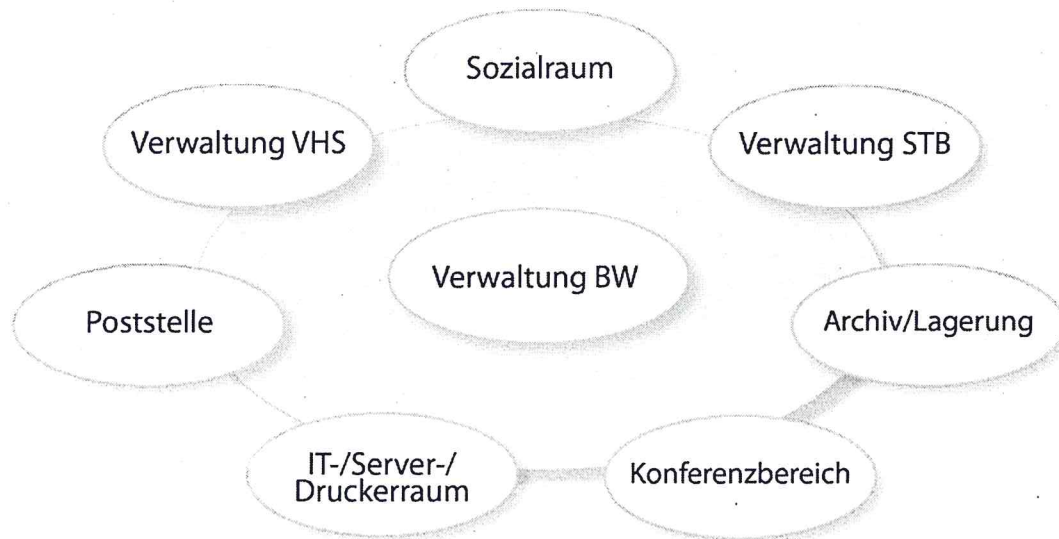 Sozialraum
Verwaltung VHS
Verwaltung STB
Verwaltung BW
Poststelle
Archiv/Lagerung
IT-/Server-/
Druckerraum
Konferenzbereich